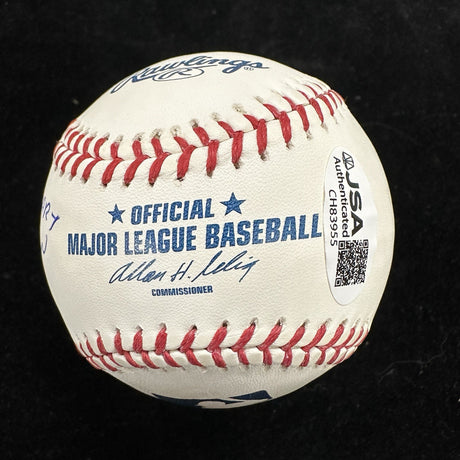 Rawlings®
OFFICIAL
MAJOR LEAGUE BASEBALL
Allan H. Selig
COMMISSIONER
JSA
Authenticated
CH83955